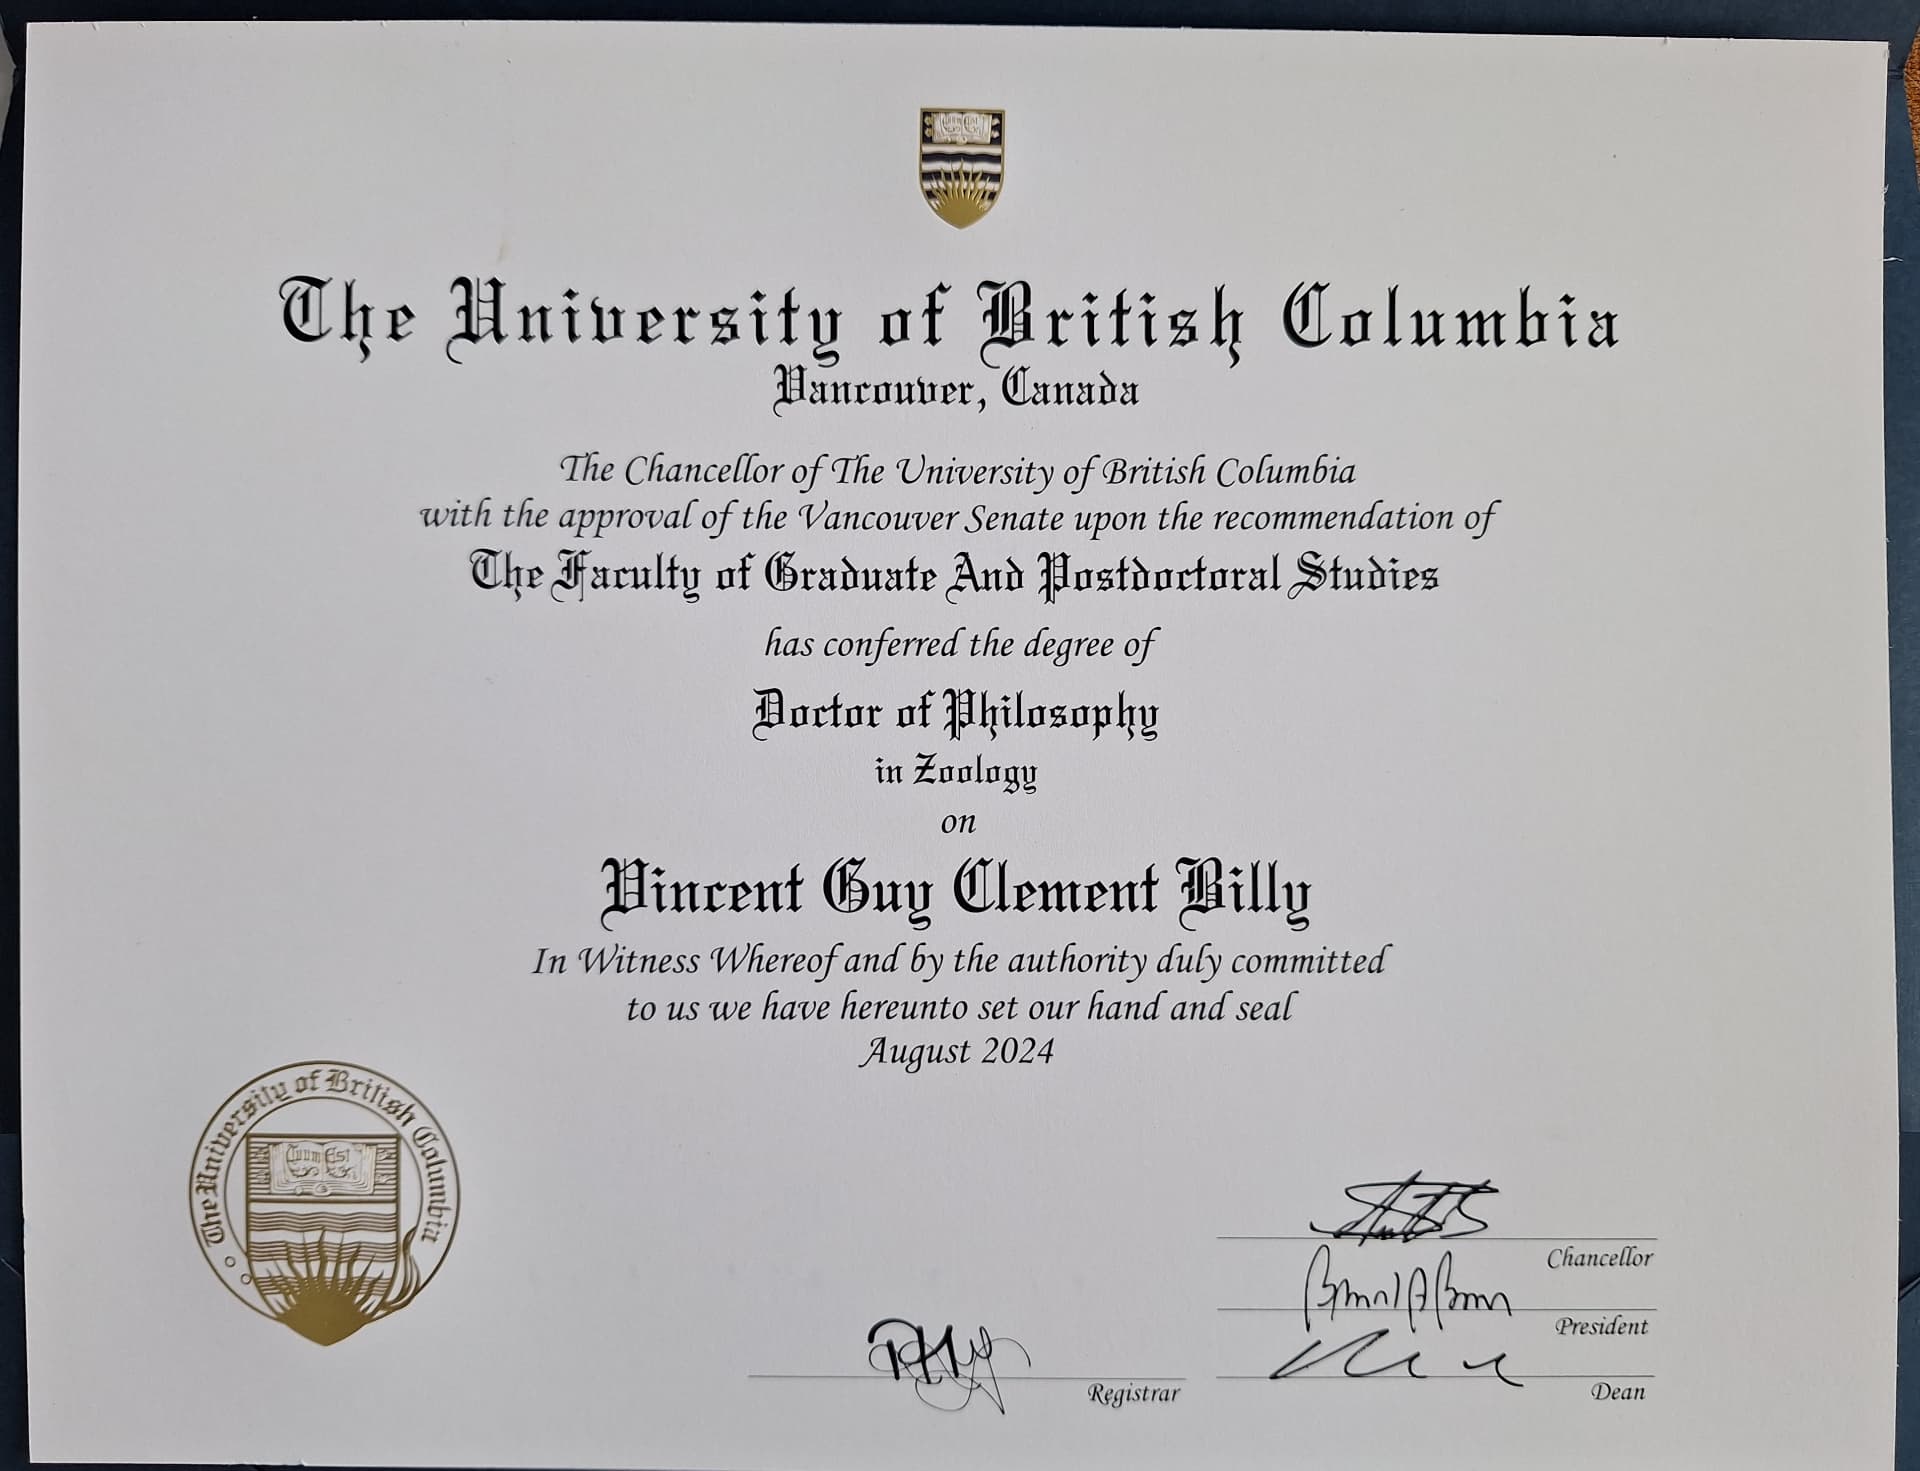 Tuum Est
The University of British Columbia
Vancouver, Canada
The Chancellor of The University of British Columbia
with the approval of the Vancouver Senate upon the recommendation of
The Faculty of Graduate And Postdoctoral Studies
has conferred the degree of
Doctor of Philosophy
in Zoology
on
Vincent Guy Clement Billy
In Witness Whereof and by the authority duly committed
to us we have hereunto set our hand and seal
August 2024
The University of British Columbia
Tuum Est
Chancellor
President
Registrar
Dean